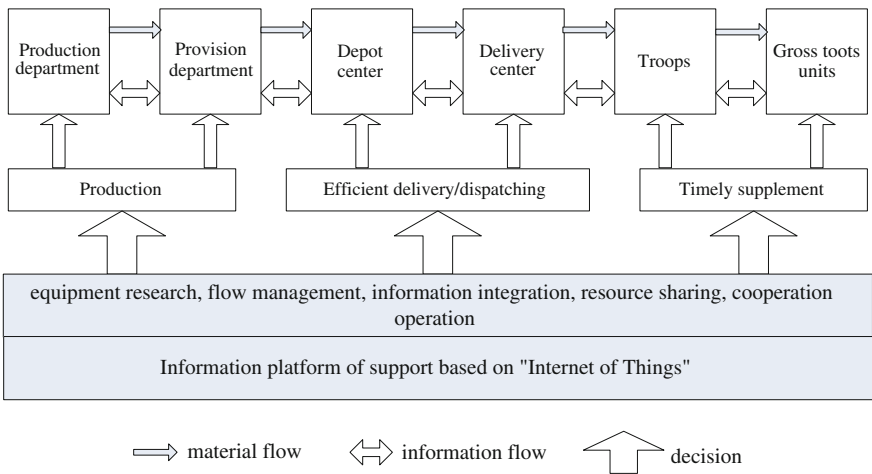 Production
department
Provision
department
Depot
center
Delivery
center
Troops
Gross toots
units
Production
Efficient delivery/dispatching
Timely supplement
equipment research, flow management, information integration, resource sharing, cooperation
operation
Information platform of support based on "Internet of Things"
material flow
information flow
decision